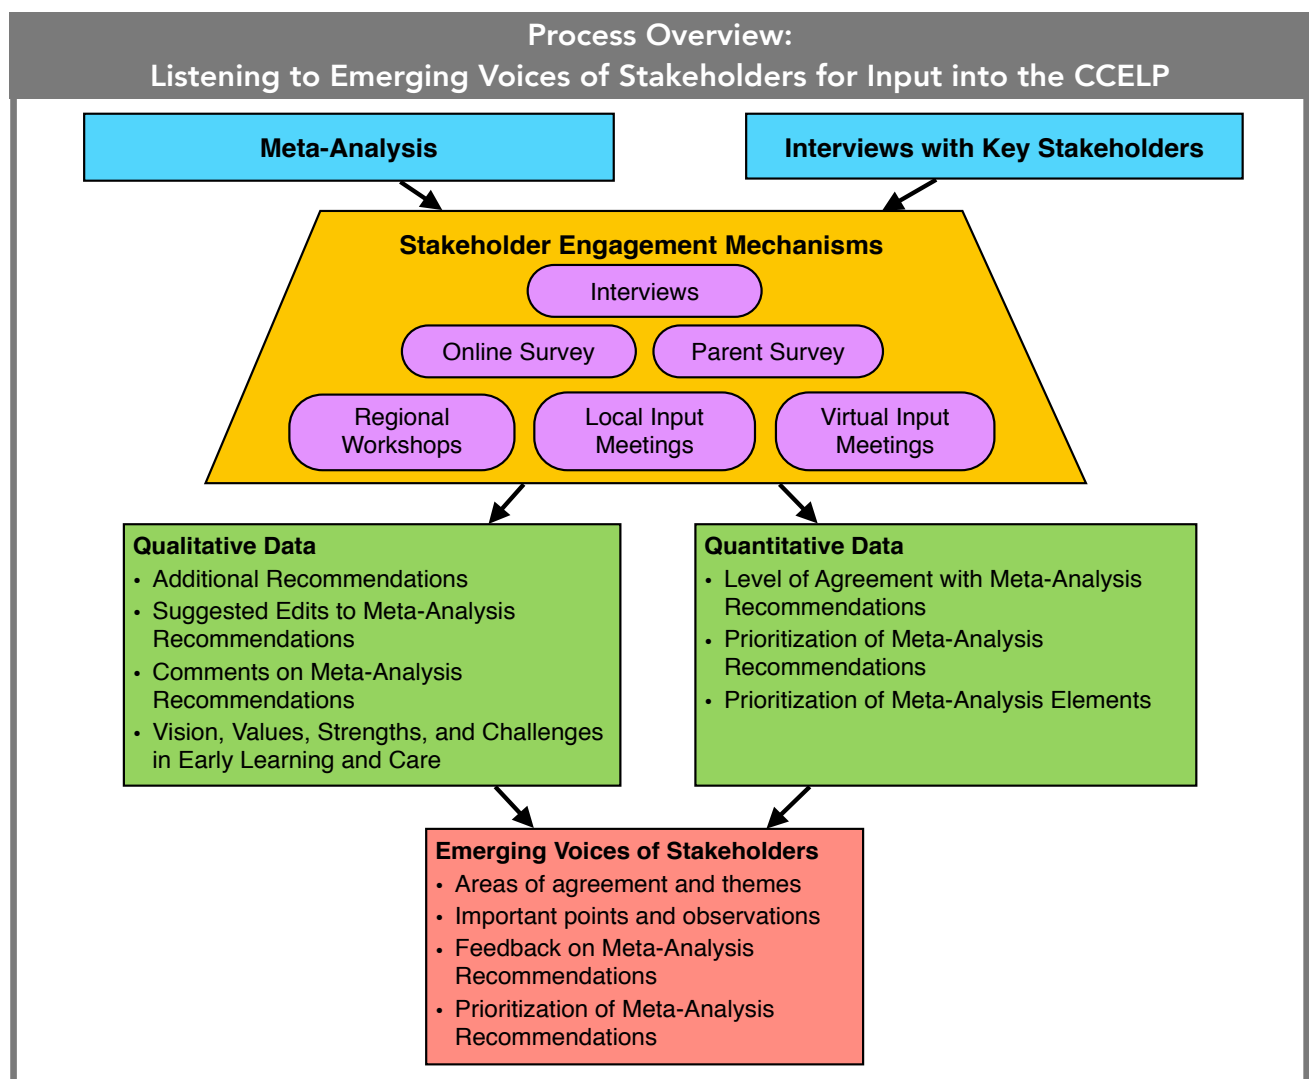 Process Overview:
Listening to Emerging Voices of Stakeholders for Input into the CCELP
Meta-Analysis
Interviews with Key Stakeholders
Stakeholder Engagement Mechanisms
Interviews
Online Survey
Parent Survey
Regional
Workshops
Local Input
Meetings
Virtual Input
Meetings
Qualitative Data
• Additional Recommendations
• Suggested Edits to Meta-Analysis
Recommendations
• Comments on Meta-Analysis
Recommendations
• Vision, Values, Strengths, and Challenges
in Early Learning and Care
Quantitative Data
• Level of Agreement with Meta-Analysis
Recommendations
• Prioritization of Meta-Analysis
Recommendations
• Prioritization of Meta-Analysis Elements
Emerging Voices of Stakeholders
• Areas of agreement and themes
• Important points and observations
• Feedback on Meta-Analysis
Recommendations
• Prioritization of Meta-Analysis
Recommendations